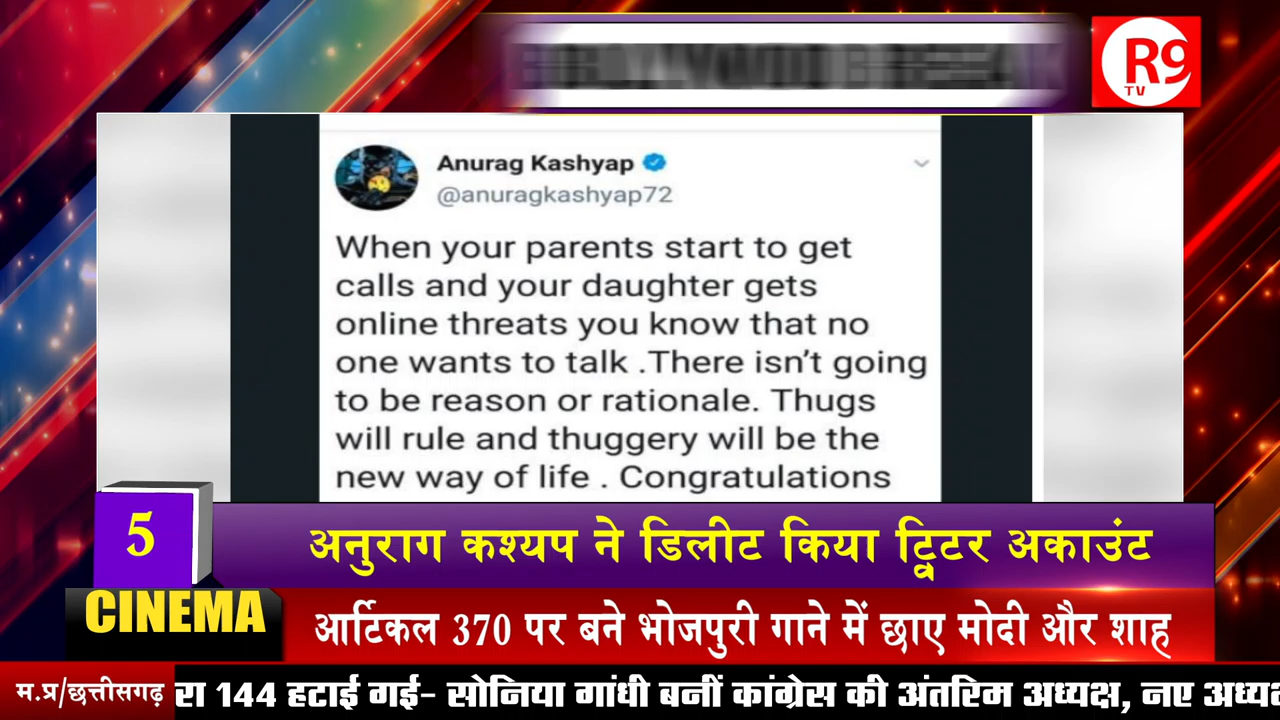 R9
TV
Anurag Kashyap
@anuragkashyap72
When your parents start to get
calls and your daughter gets
online threats you know that no
one wants to talk .There isn't going
to be reason or rationale. Thugs
will rule and thuggery will be the
new way of life . Congratulations
5
अनुराग कश्यप ने डिलीट किया ट्विटर अकाउंट
CINEMA
आर्टिकल 370 पर बने भोजपुरी गाने में छाए मोदी और शाह
म.प्र/छत्तीसगढ़
रा 144 हटाई गई- सोनिया गांधी बनीं कांग्रेस की अंतरिम अध्यक्ष, नए